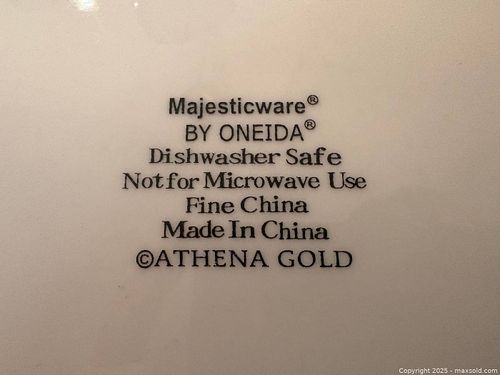 Majesticware®
BY ONEIDA®
Dishwasher Safe
Not for Microwave Use
Fine China
Made In China
©ATHENA GOLD
Copyright 2025 - maxsold.com